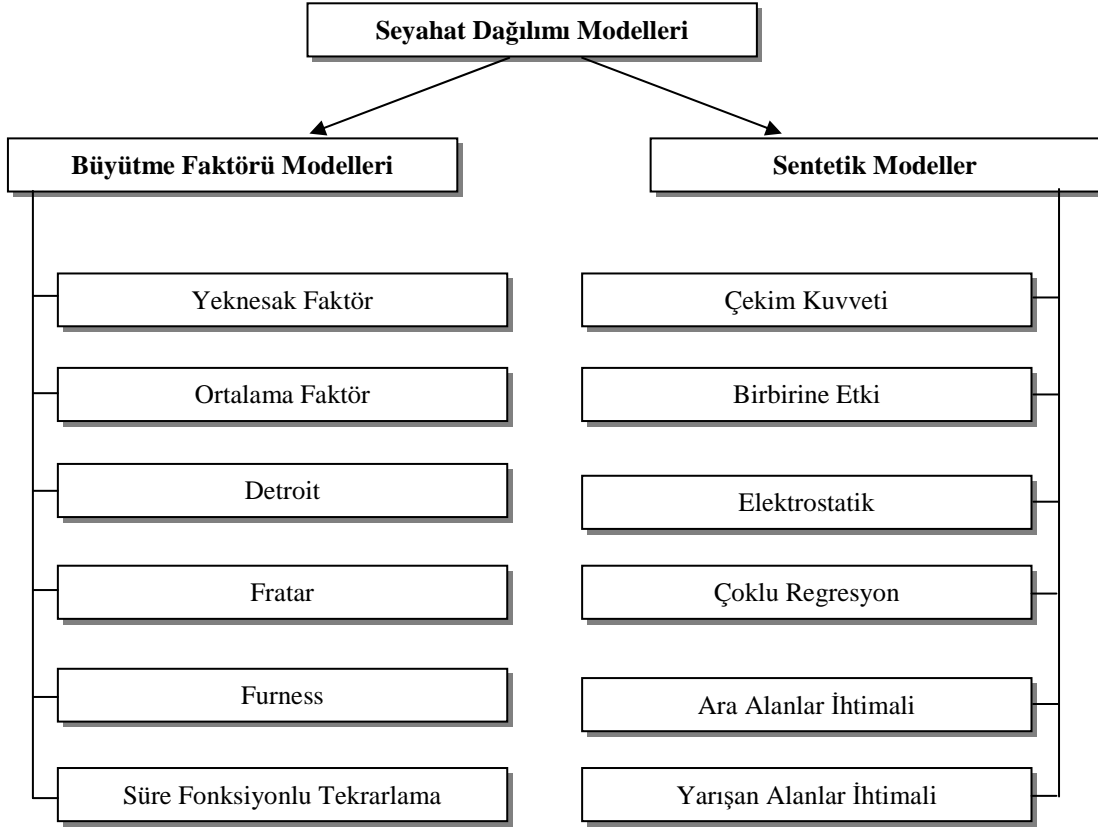 Seyahat Dağılımı Modelleri
Büyütme Faktörü Modelleri
Yeknesak Faktör
Ortalama Faktör
Detroit
Fratar
Furness
Süre Fonksiyonlu Tekrarlama
Sentetik Modeller
Çekim Kuvveti
Birbirine Etki
Elektrostatik
Çoklu Regresyon
Ara Alanlar İhtimali
Yarışan Alanlar İhtimali